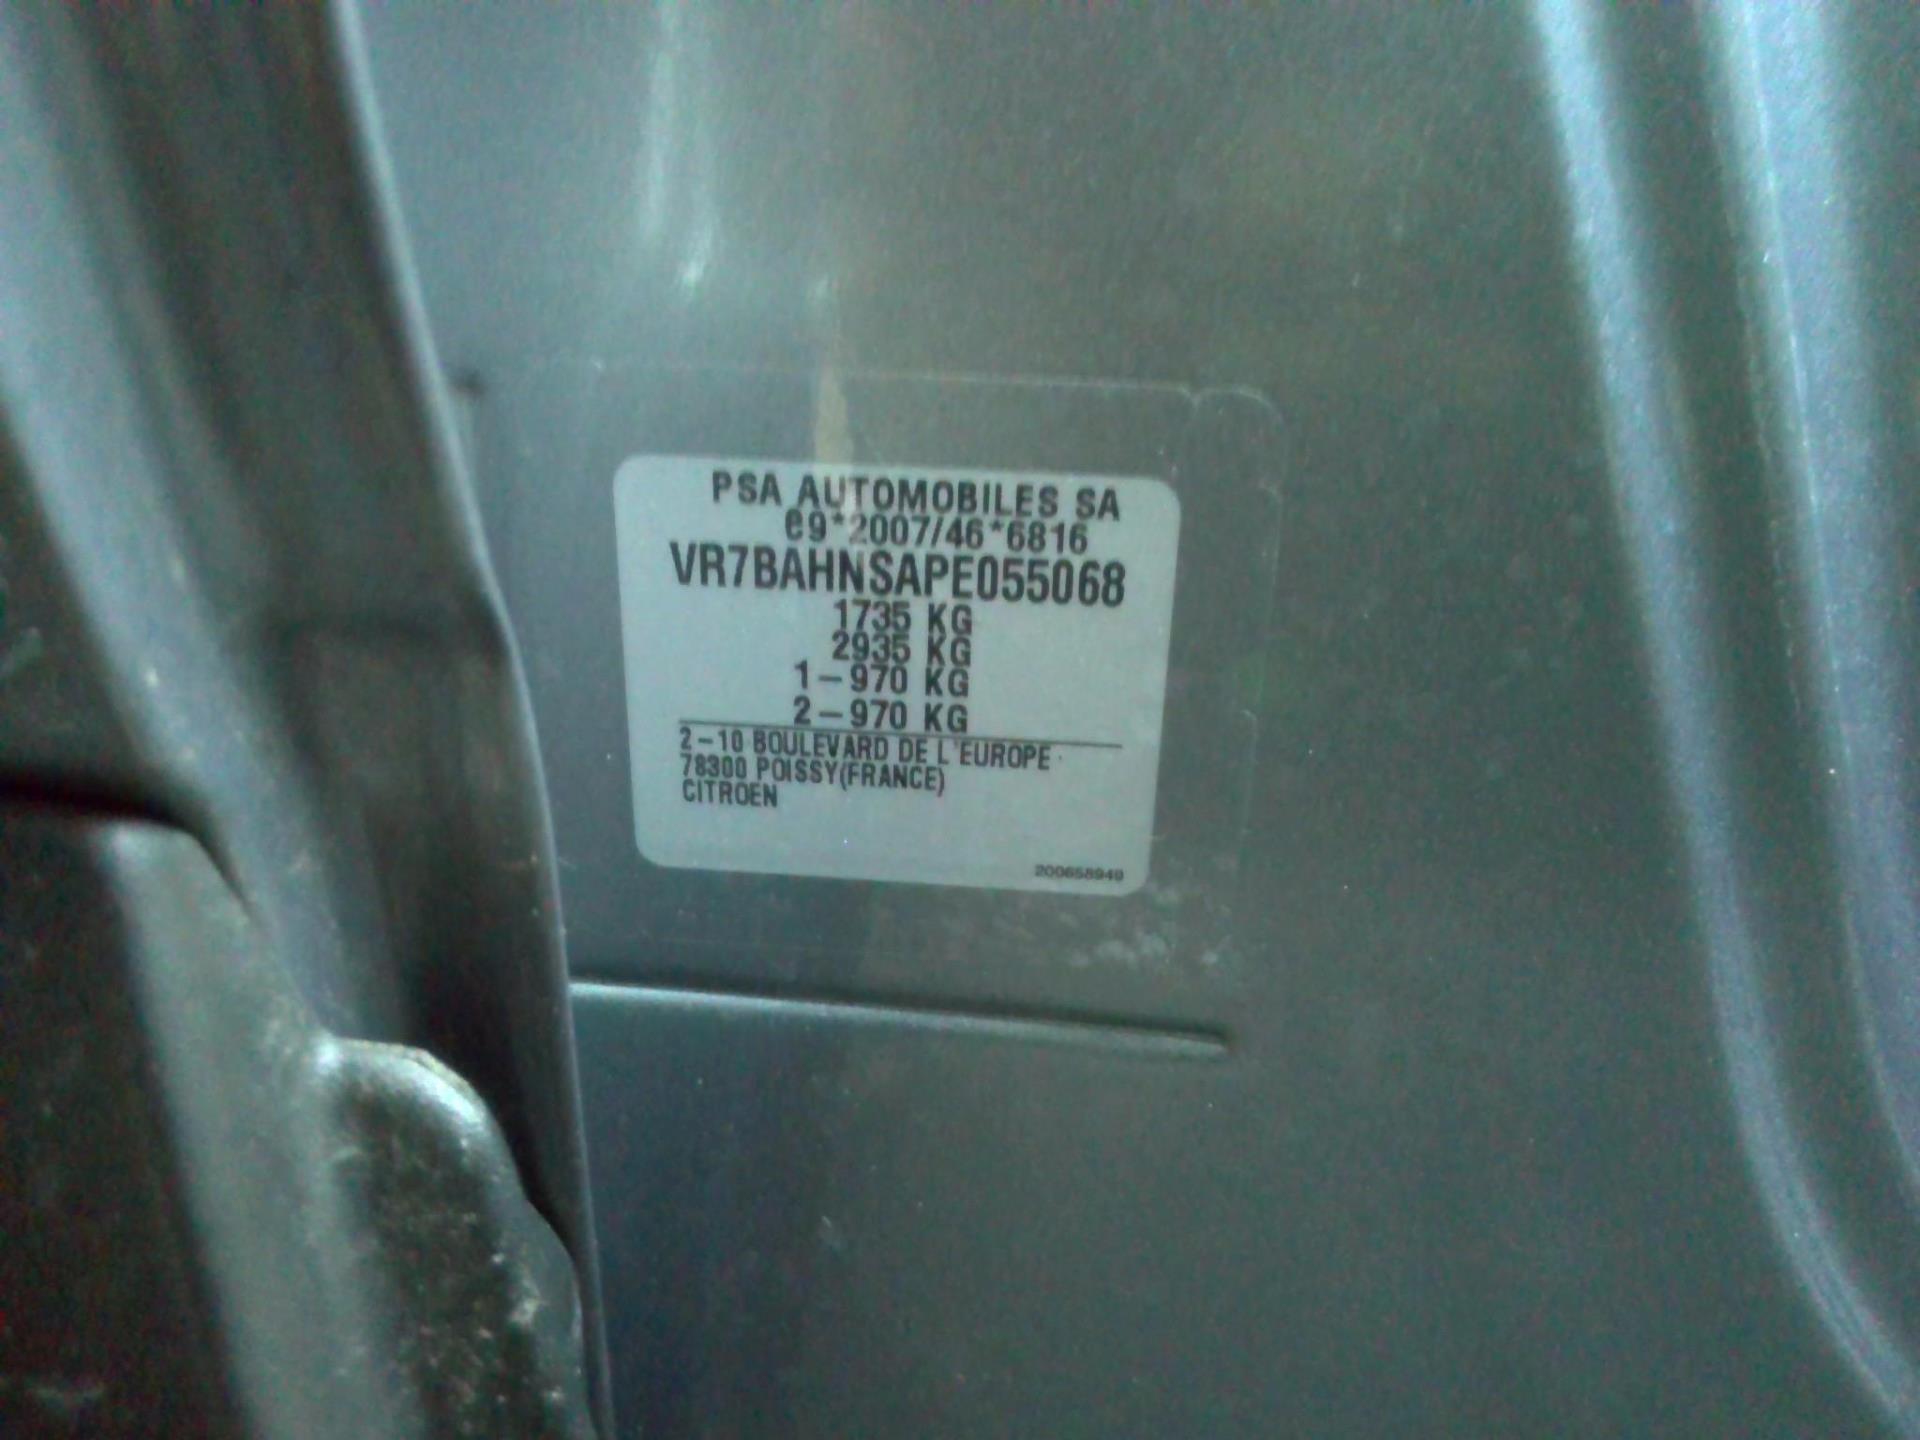 PSA AUTOMOBILES SA
e9*2007/46*6816
VR7BAHNSAPE055068
1735 KG
2935 KG
1-970 KG
2-970 KG
2-10 BOULEVARD DE L'EUROPE
78300 POISSY(FRANCE)
CITROEN
200658949